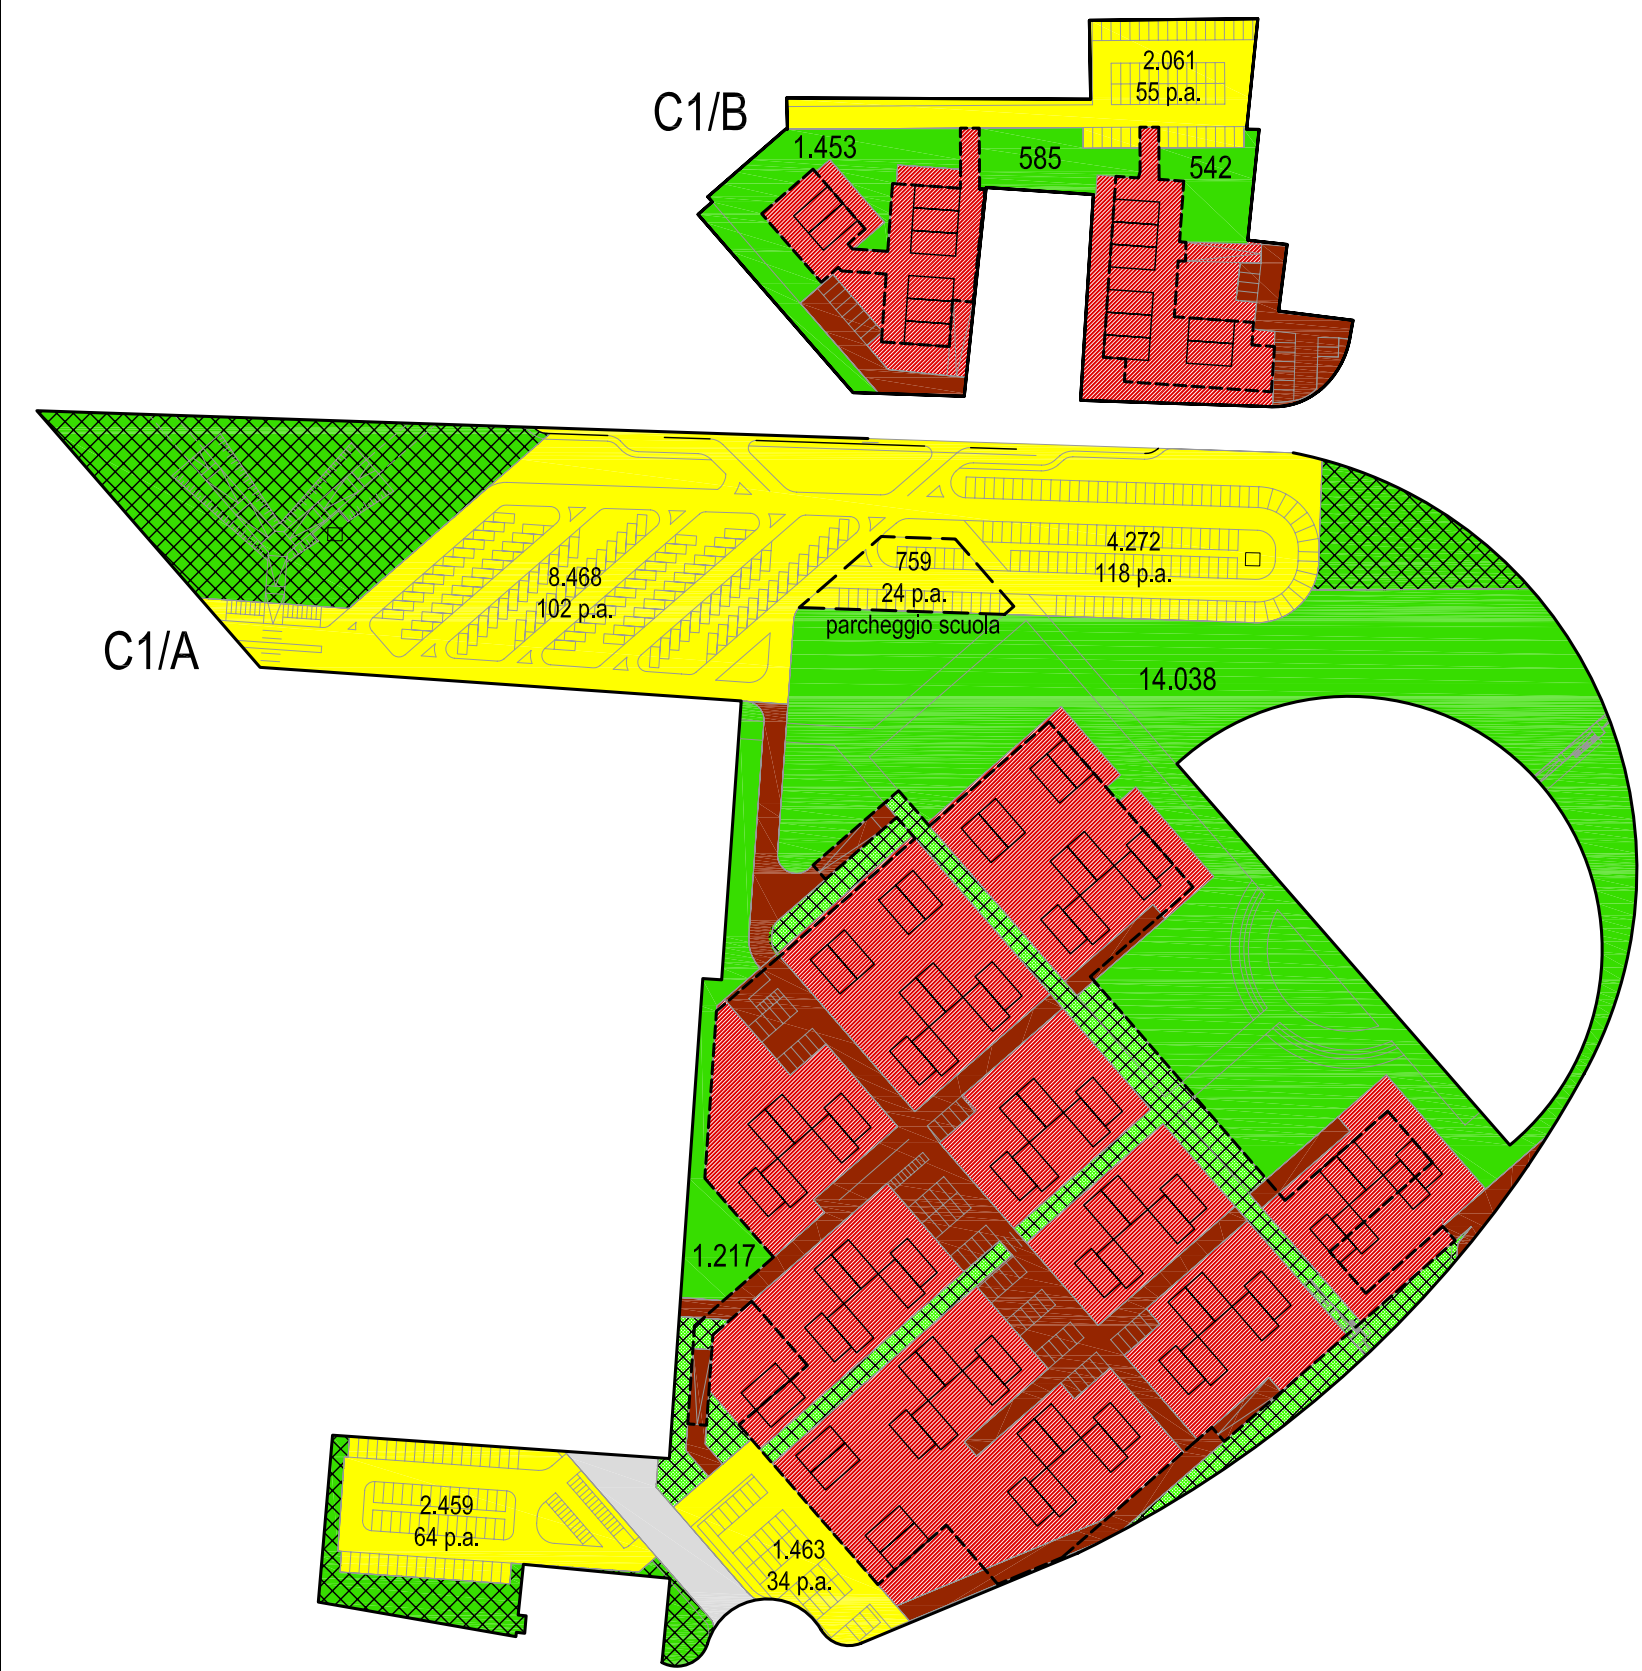 C1/B
2.061
55 p.a.
1.453
585
542
C1/A
8.468
102 p.a.
759
24 p.a.
parcheggio scuola
4.272
118 p.a.
14.038
1.217
2.459
64 p.a.
1.463
34 p.a.